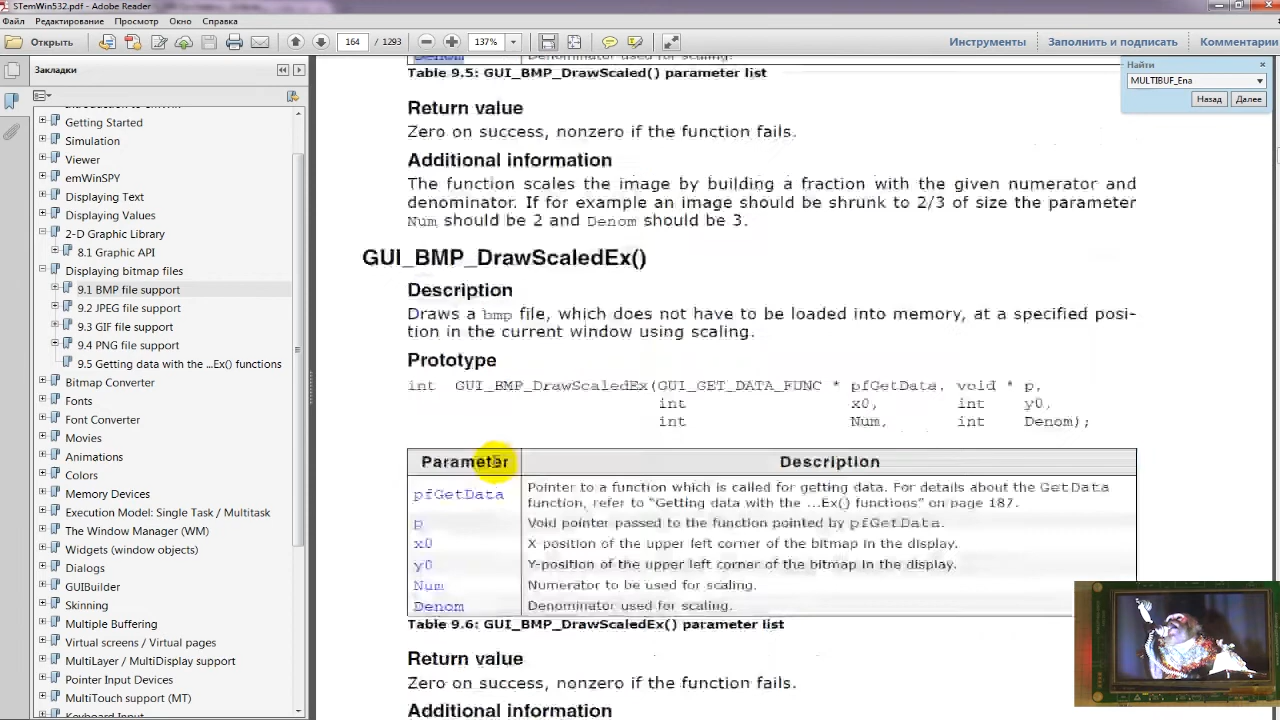 STemWin532.pdf - Adobe Reader
Файл Редактирование Просмотр Окно Справка
Открыть 164 / 1293 137% Инструменты Заполнить и подписать Комментарии
Закладки
Getting Started
Simulation
Viewer
emWinSPY
Displaying Text
Displaying Values
2-D Graphic Library
8.1 Graphic API
Displaying bitmap files
9.1 BMP file support
9.2 JPEG file support
9.3 GIF file support
9.4 PNG file support
9.5 Getting data with the ...Ex() functions
Bitmap Converter
Fonts
Font Converter
Movies
Animations
Colors
Memory Devices
Execution Model: Single Task / Multitask
The Window Manager (WM)
Widgets (window objects)
Dialogs
GUIBuilder
Skinning
Multiple Buffering
Virtual screens / Virtual pages
MultiLayer / MultiDisplay support
Pointer Input Devices
MultiTouch support (MT)
Keyboard Input
Найти
MULTIBUF_Ena
Назад Далее
Denom Denominator used for scaling.
Table 9.5: GUI_BMP_DrawScaled() parameter list
Return value
Zero on success, nonzero if the function fails.
Additional information
The function scales the image by building a fraction with the given numerator and
denominator. If for example an image should be shrunk to 2/3 of size the parameter
Num should be 2 and Denom should be 3.
GUI_BMP_DrawScaledEx()
Description
Draws a bmp file, which does not have to be loaded into memory, at a specified posi-
tion in the current window using scaling.
Prototype
int GUI_BMP_DrawScaledEx(GUI_GET_DATA_FUNC * pfGetData, void * p,
int x0, int y0,
int Num, int Denom);
Parameter Description
pfGetData Pointer to a function which is called for getting data. For details about the GetData
function, refer to “Getting data with the ...Ex() functions” on page 187.
p Void pointer passed to the function pointed by pfGetData.
x0 X position of the upper left corner of the bitmap in the display.
y0 Y-position of the upper left corner of the bitmap in the display.
Num Numerator to be used for scaling.
Denom Denominator used for scaling.
Table 9.6: GUI_BMP_DrawScaledEx() parameter list
Return value
Zero on success, nonzero if the function fails.
Additional information